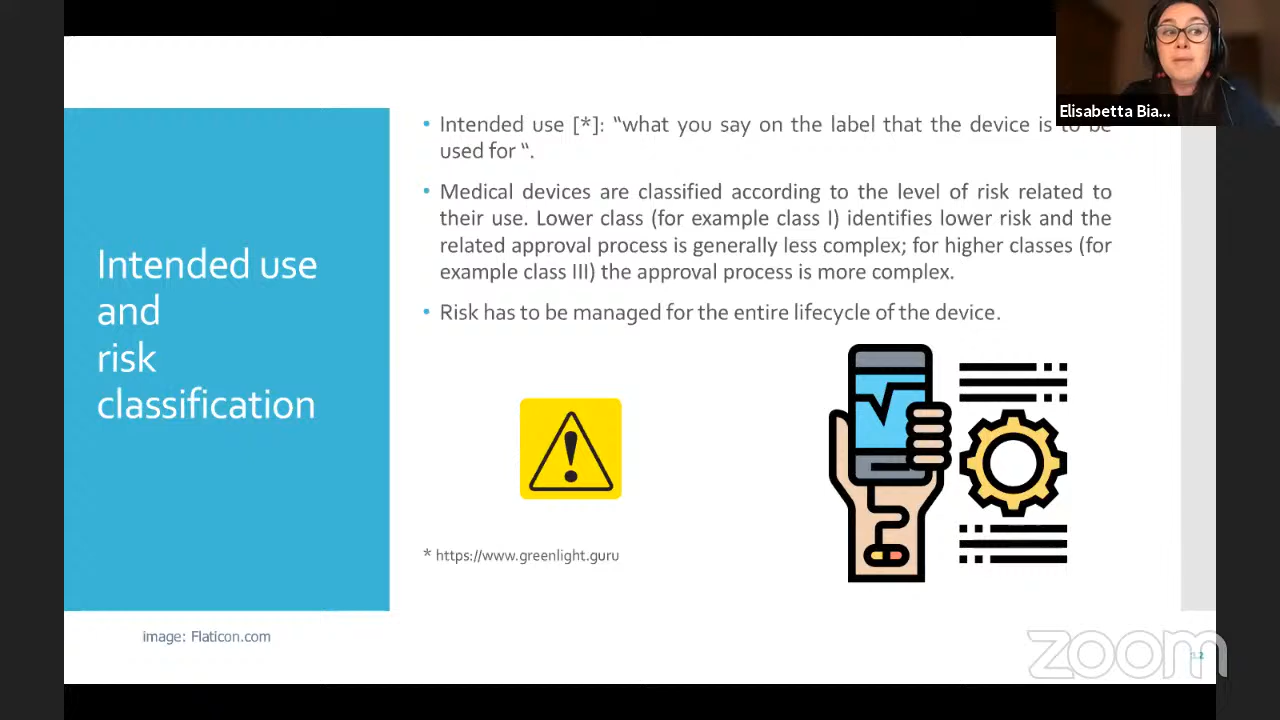 Elisabetta Bia...
Intended use
and
risk
classification
• Intended use [*]: “what you say on the label that the device is to be
used for “.
• Medical devices are classified according to the level of risk related to
their use. Lower class (for example class I) identifies lower risk and the
related approval process is generally less complex; for higher classes (for
example class III) the approval process is more complex.
• Risk has to be managed for the entire lifecycle of the device.
* https://www.greenlight.guru
image: Flaticon.com
zoom